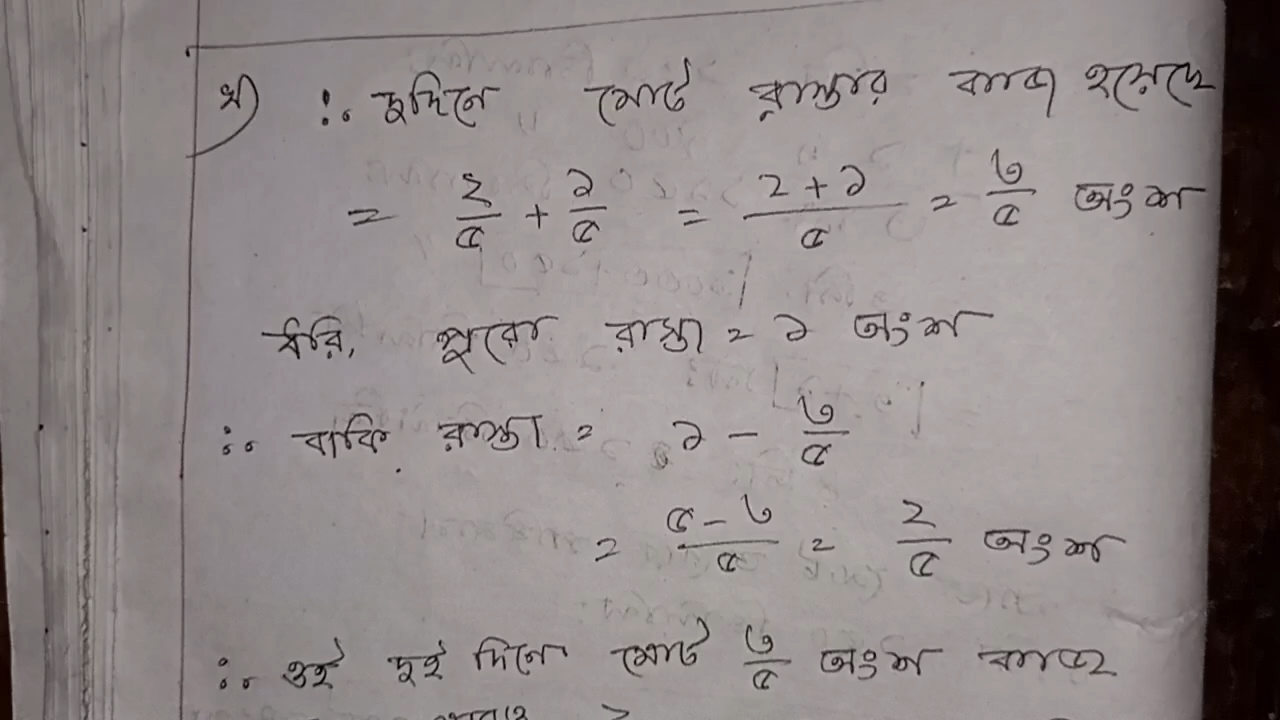 খ) ∴ দুদিনে মোট রাস্তার কাজ হয়েছে
= ২/৫ + ১/৫ = ২+১/৫ = ৩/৫ অংশ
ধরি, পুরো রাস্তা = ১ অংশ
∴ বাকি রাস্তা = ১ - ৩/৫
= ৫-৩/৫ = ২/৫ অংশ
∴ ওই দুই দিনে মোট ৩/৫ অংশ কাজ